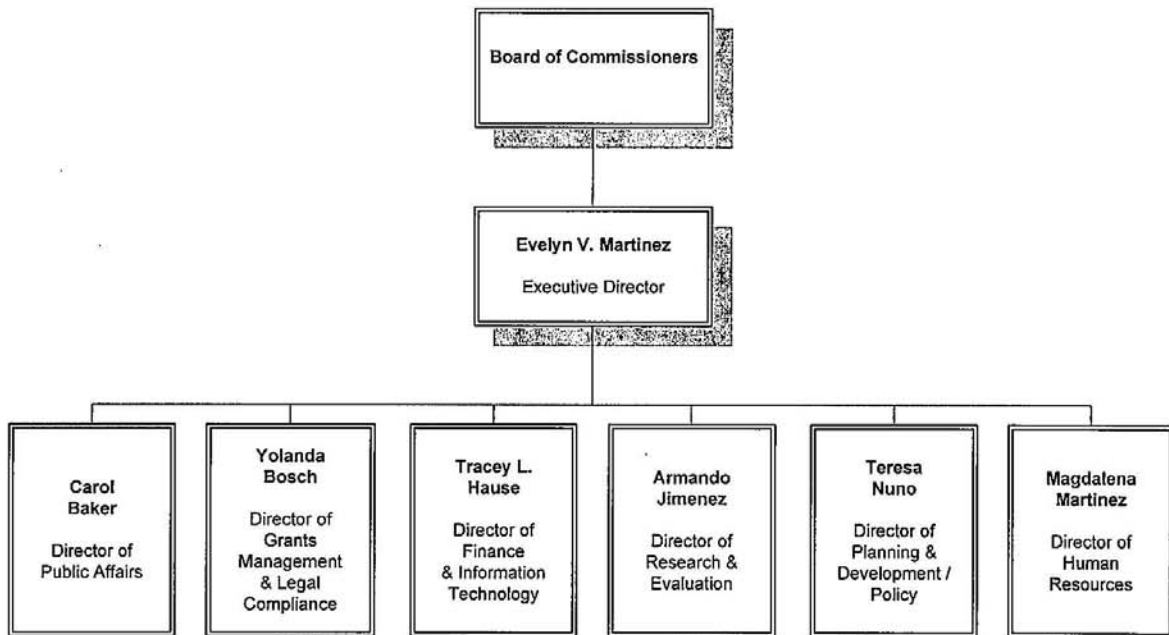 Board of Commissioners
Evelyn V. Martinez
Executive Director
Carol
Baker
Director of
Public Affairs
Yolanda
Bosch
Director of
Grants
Management
& Legal
Compliance
Tracey L.
Hause
Director of
Finance
& Information
Technology
Armando
Jimenez
Director of
Research &
Evaluation
Teresa
Nuno
Director of
Planning &
Development /
Policy
Magdalena
Martinez
Director of
Human
Resources